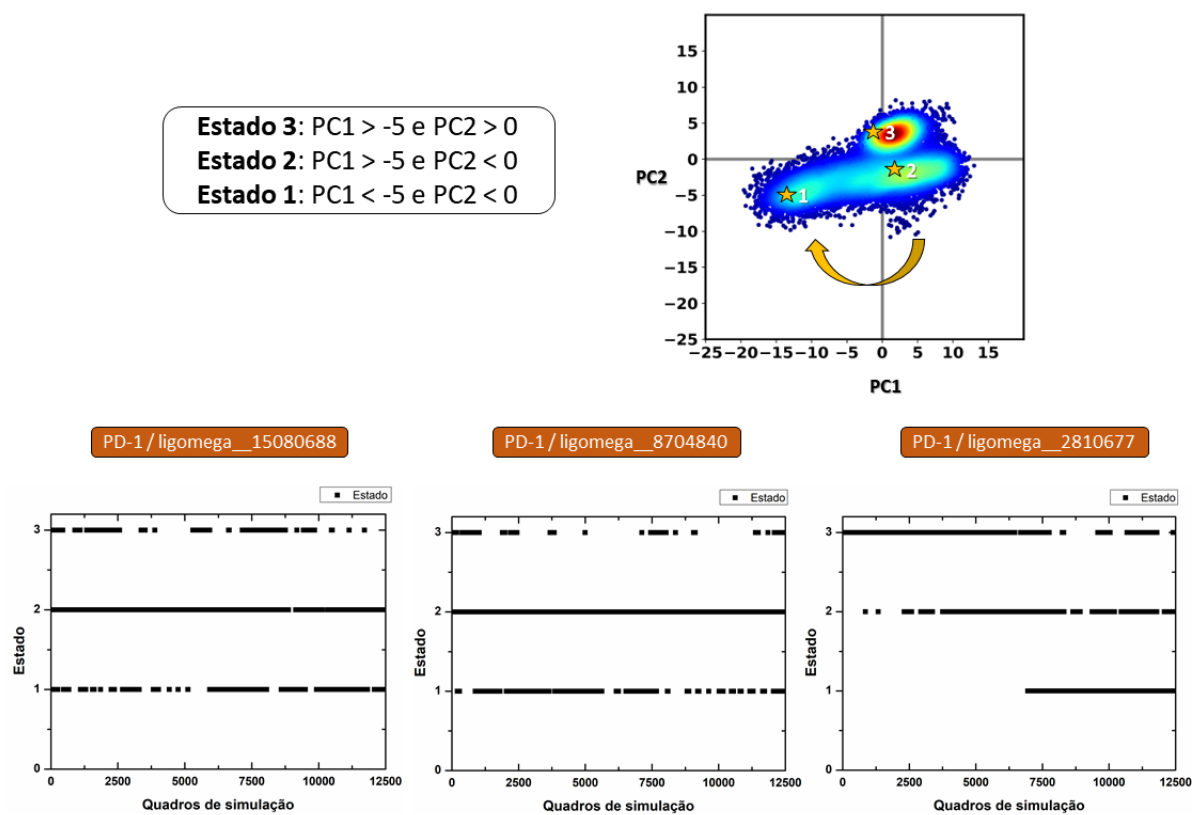 Estado 3: PC1 > -5 e PC2 > 0
Estado 2: PC1 > -5 e PC2 < 0
Estado 1: PC1 < -5 e PC2 < 0
15
10
5
0
−5
−10
−15
−20
−25
PC2
3
2
1
−25 −20 −15 −10 −5 0 5 10 15
PC1
PD-1 / ligomega__15080688
Estado
3
2
1
0
Estado
0 2500 5000 7500 10000 12500
Quadros de simulação
PD-1 / ligomega__8704840
Estado
3
2
1
0
Estado
0 2500 5000 7500 10000 12500
Quadros de simulação
PD-1 / ligomega__2810677
Estado
3
2
1
0
Estado
0 2500 5000 7500 10000 12500
Quadros de simulação